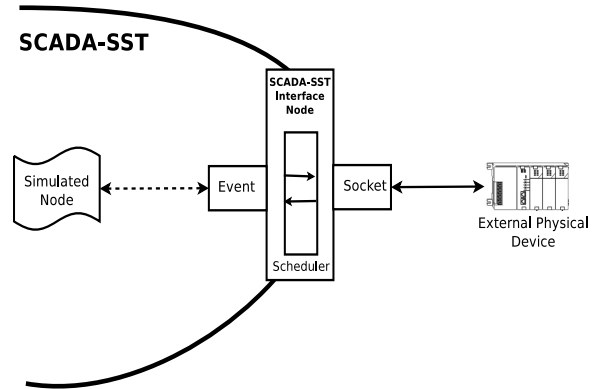 SCADA-SST
SCADA-SST
Interface
Node
Simulated
Node
Event
Socket
Scheduler
External Physical
Device